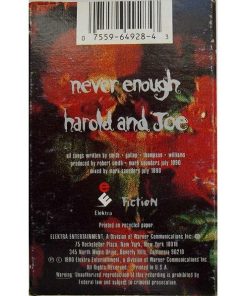 0 7559-64928-4 3
never enough
harold and Joe
all songs written by smith . gallup . thompson . williams
produced by robert smith . mark saunders july 1990
mixed by mark saunders july 1990
Elektra
Fiction
Printed on recycled paper
ELEKTRA ENTERTAINMENT, A Division of Warner Communications Inc.
75 Rockefeller Plaza, New York, New York 10019
345 North Maple Drive, Beverly Hills, California 90210
1990 Elektra Entertainment, a Division of Warner Communications Inc.
All Rights Reserved. Printed in U.S.A.
Warning: Unauthorized reproduction of this recording is prohibited by
Federal law and subject to criminal prosecution.